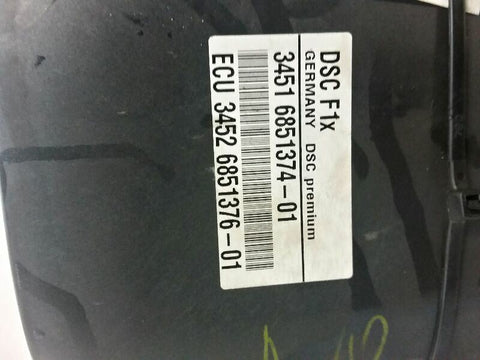 DSC F1x
GERMANY DSC premium
3451 6851374-01
ECU 3452 6851376-01